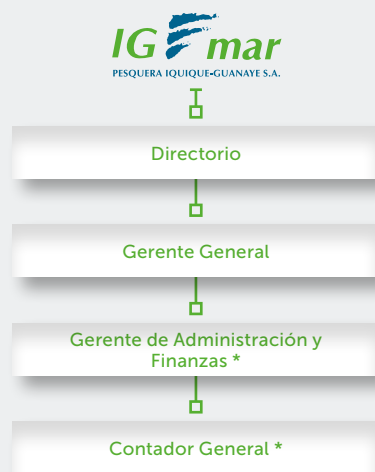 IG mar
PESQUERA IQUIQUE-GUANAYE S.A.
Directorio
Gerente General
Gerente de Administración y
Finanzas *
Contador General *